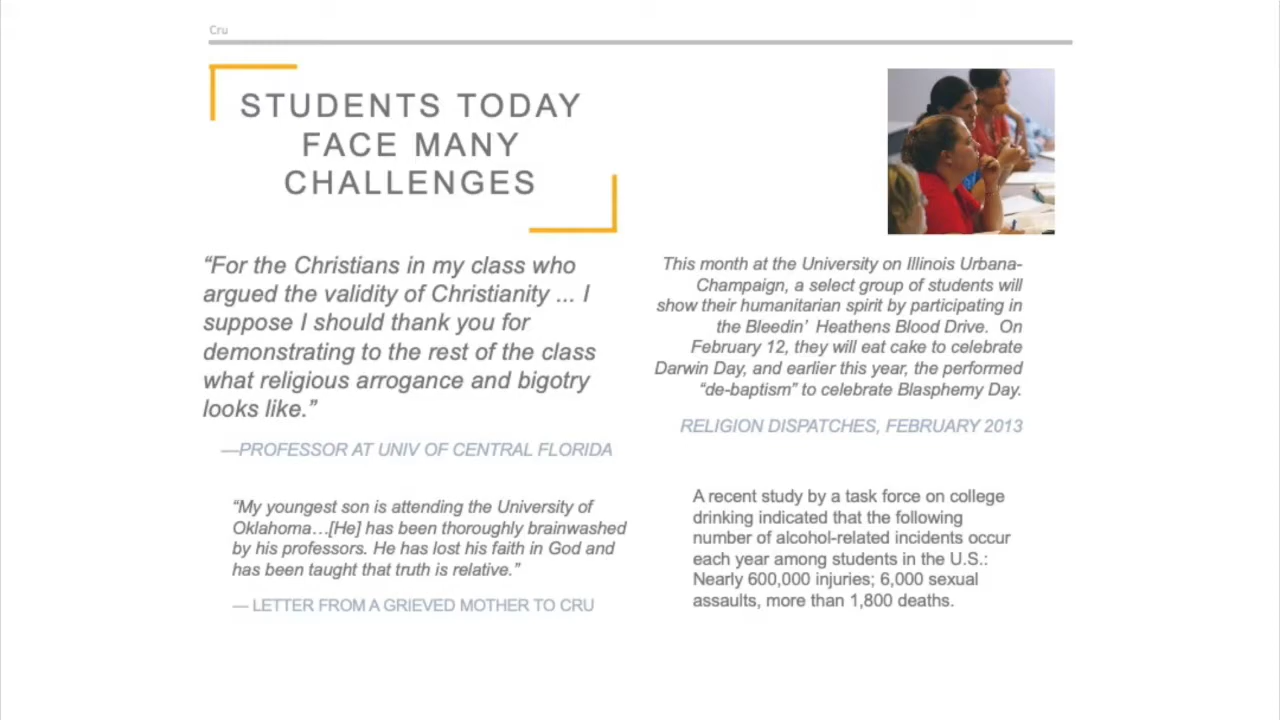 Cru
STUDENTS TODAY
FACE MANY
CHALLENGES
“For the Christians in my class who
argued the validity of Christianity ... I
suppose I should thank you for
demonstrating to the rest of the class
what religious arrogance and bigotry
looks like.”
—PROFESSOR AT UNIV OF CENTRAL FLORIDA
“My youngest son is attending the University of
Oklahoma…[He] has been thoroughly brainwashed
by his professors. He has lost his faith in God and
has been taught that truth is relative.”
— LETTER FROM A GRIEVED MOTHER TO CRU
This month at the University on Illinois Urbana-
Champaign, a select group of students will
show their humanitarian spirit by participating in
the Bleedin’ Heathens Blood Drive. On
February 12, they will eat cake to celebrate
Darwin Day, and earlier this year, the performed
“de-baptism” to celebrate Blasphemy Day.
RELIGION DISPATCHES, FEBRUARY 2013
A recent study by a task force on college
drinking indicated that the following
number of alcohol-related incidents occur
each year among students in the U.S.:
Nearly 600,000 injuries; 6,000 sexual
assaults, more than 1,800 deaths.